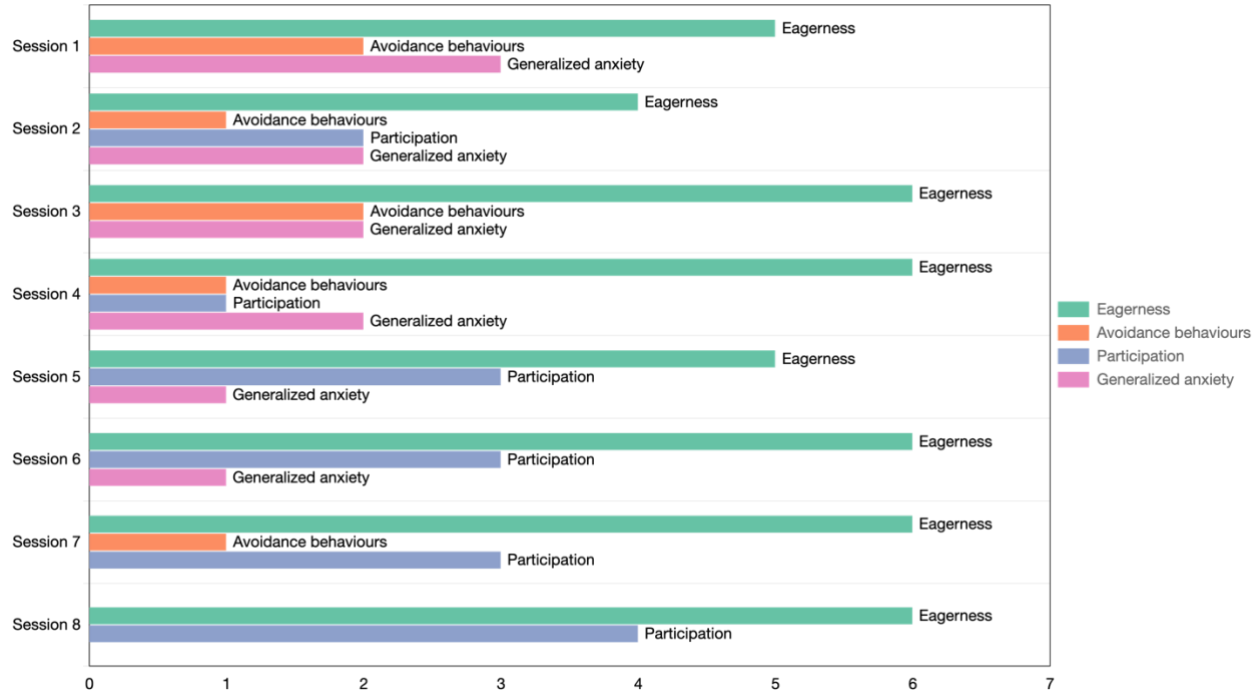 Session 1
Eagerness
Avoidance behaviours
Generalized anxiety
Session 2
Eagerness
Avoidance behaviours
Participation
Generalized anxiety
Session 3
Eagerness
Avoidance behaviours
Generalized anxiety
Session 4
Eagerness
Avoidance behaviours
Participation
Generalized anxiety
Session 5
Eagerness
Participation
Generalized anxiety
Session 6
Eagerness
Participation
Generalized anxiety
Session 7
Eagerness
Avoidance behaviours
Participation
Session 8
Eagerness
Participation
0 1 2 3 4 5 6 7
Eagerness
Avoidance behaviours
Participation
Generalized anxiety